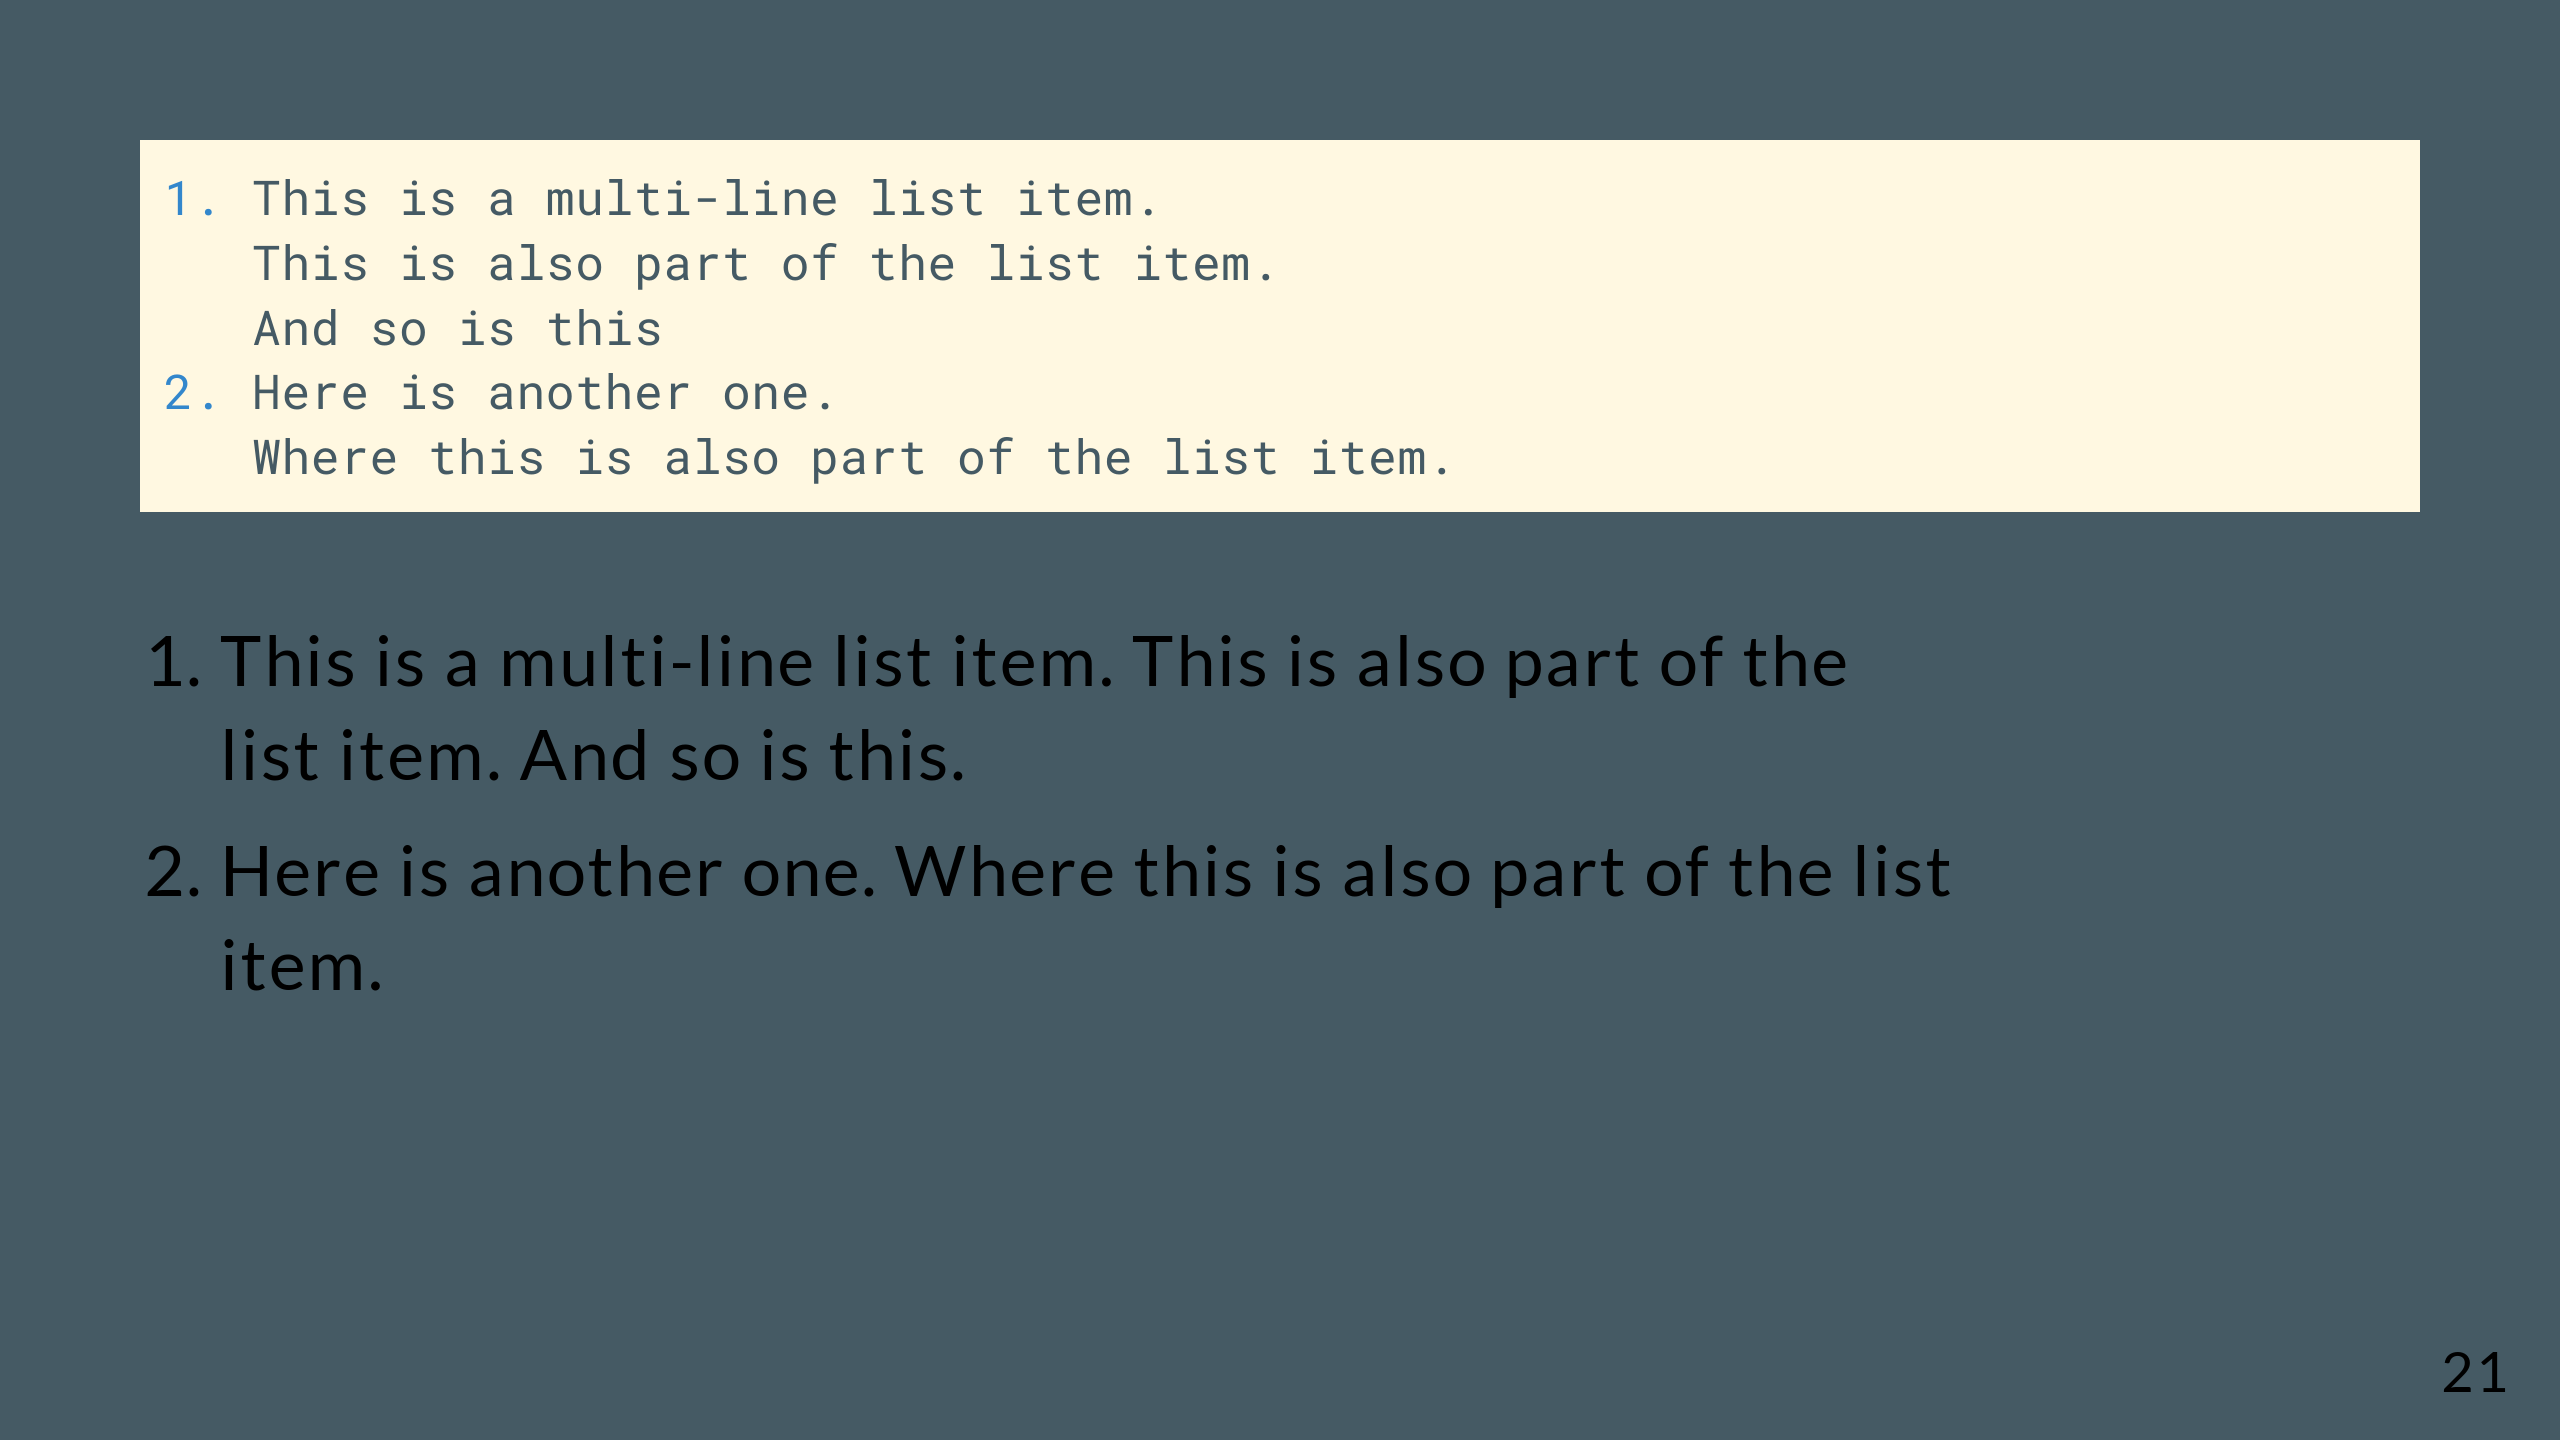 1. This is a multi-line list item.
This is also part of the list item.
And so is this
2. Here is another one.
Where this is also part of the list item.
1. This is a multi-line list item. This is also part of the
list item. And so is this.
2. Here is another one. Where this is also part of the list
item.
21